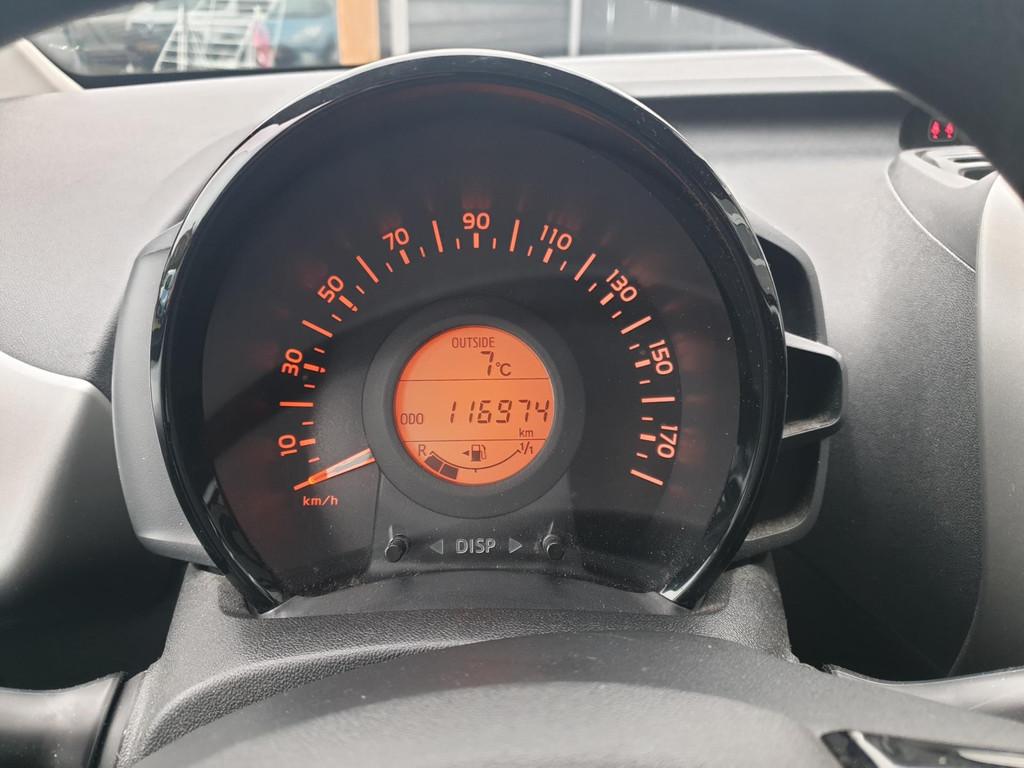 10
30
50
70
90
110
130
150
170
km/h
OUTSIDE
7°C
ODO 116974
km
R 1/1
DISP